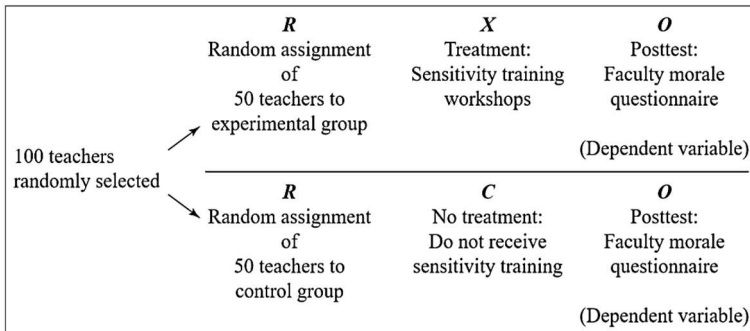 R X O
Random assignment Treatment: Posttest:
of Sensitivity training Faculty morale
50 teachers to workshops questionnaire
experimental group
(Dependent variable)
100 teachers
randomly selected
R C O
Random assignment No treatment: Posttest:
of Do not receive Faculty morale
50 teachers to sensitivity training questionnaire
control group
(Dependent variable)